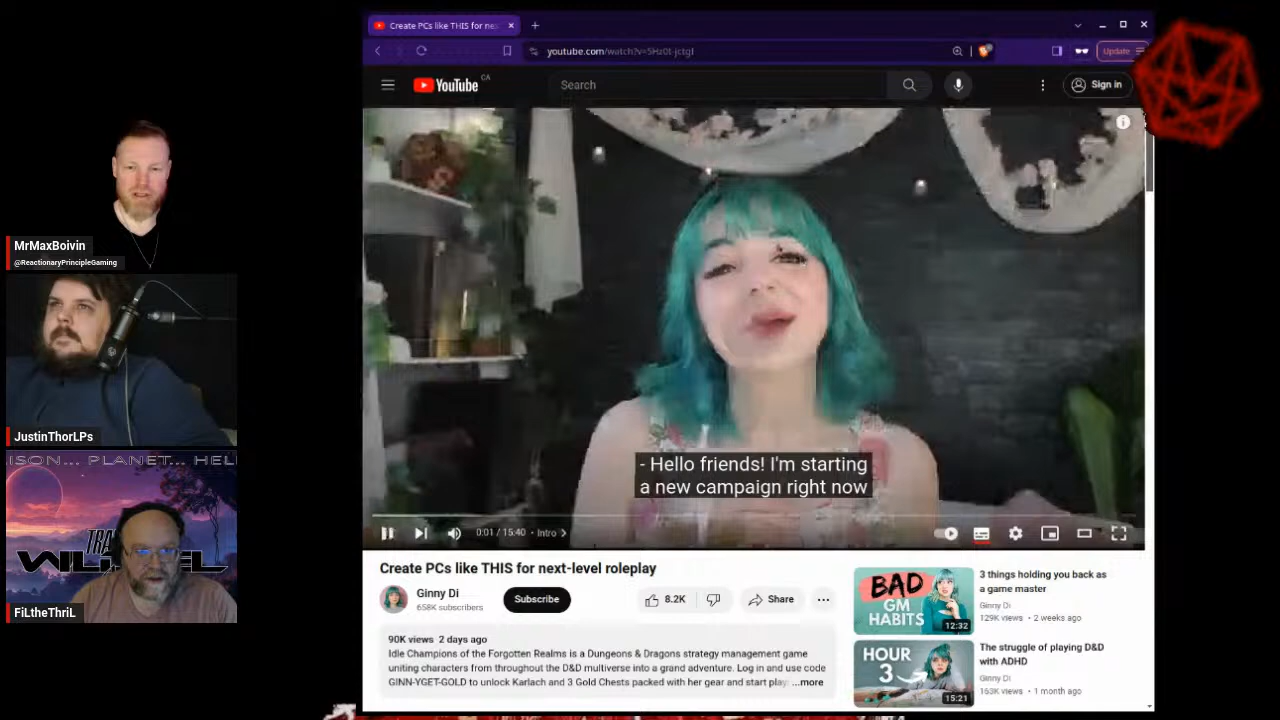 Create PCs like THIS for nex
youtube.com/watch?v=5Hz0t-jctgI
Update
YouTube CA
Search
Sign in
MrMaxBoivin
@ReactionaryPrincipleGaming
JustinThorLPs
ISON... PLANET... HEL
FiLtheThriL
- Hello friends! I'm starting
a new campaign right now
0:01 / 15:40 • Intro
Create PCs like THIS for next-level roleplay
Ginny Di
658K subscribers
Subscribe
8.2K
Share
...
90K views 2 days ago
Idle Champions of the Forgotten Realms is a Dungeons & Dragons strategy management game
uniting characters from throughout the D&D multiverse into a grand adventure. Log in and use code
GINN-YGET-GOLD to unlock Karlach and 3 Gold Chests packed with her gear and start play ...more
BAD
GM
HABITS
12:32
3 things holding you back as
a game master
Ginny Di
129K views • 2 weeks ago
HOUR
3
15:21
The struggle of playing D&D
with ADHD
Ginny Di
163K views • 1 month ago